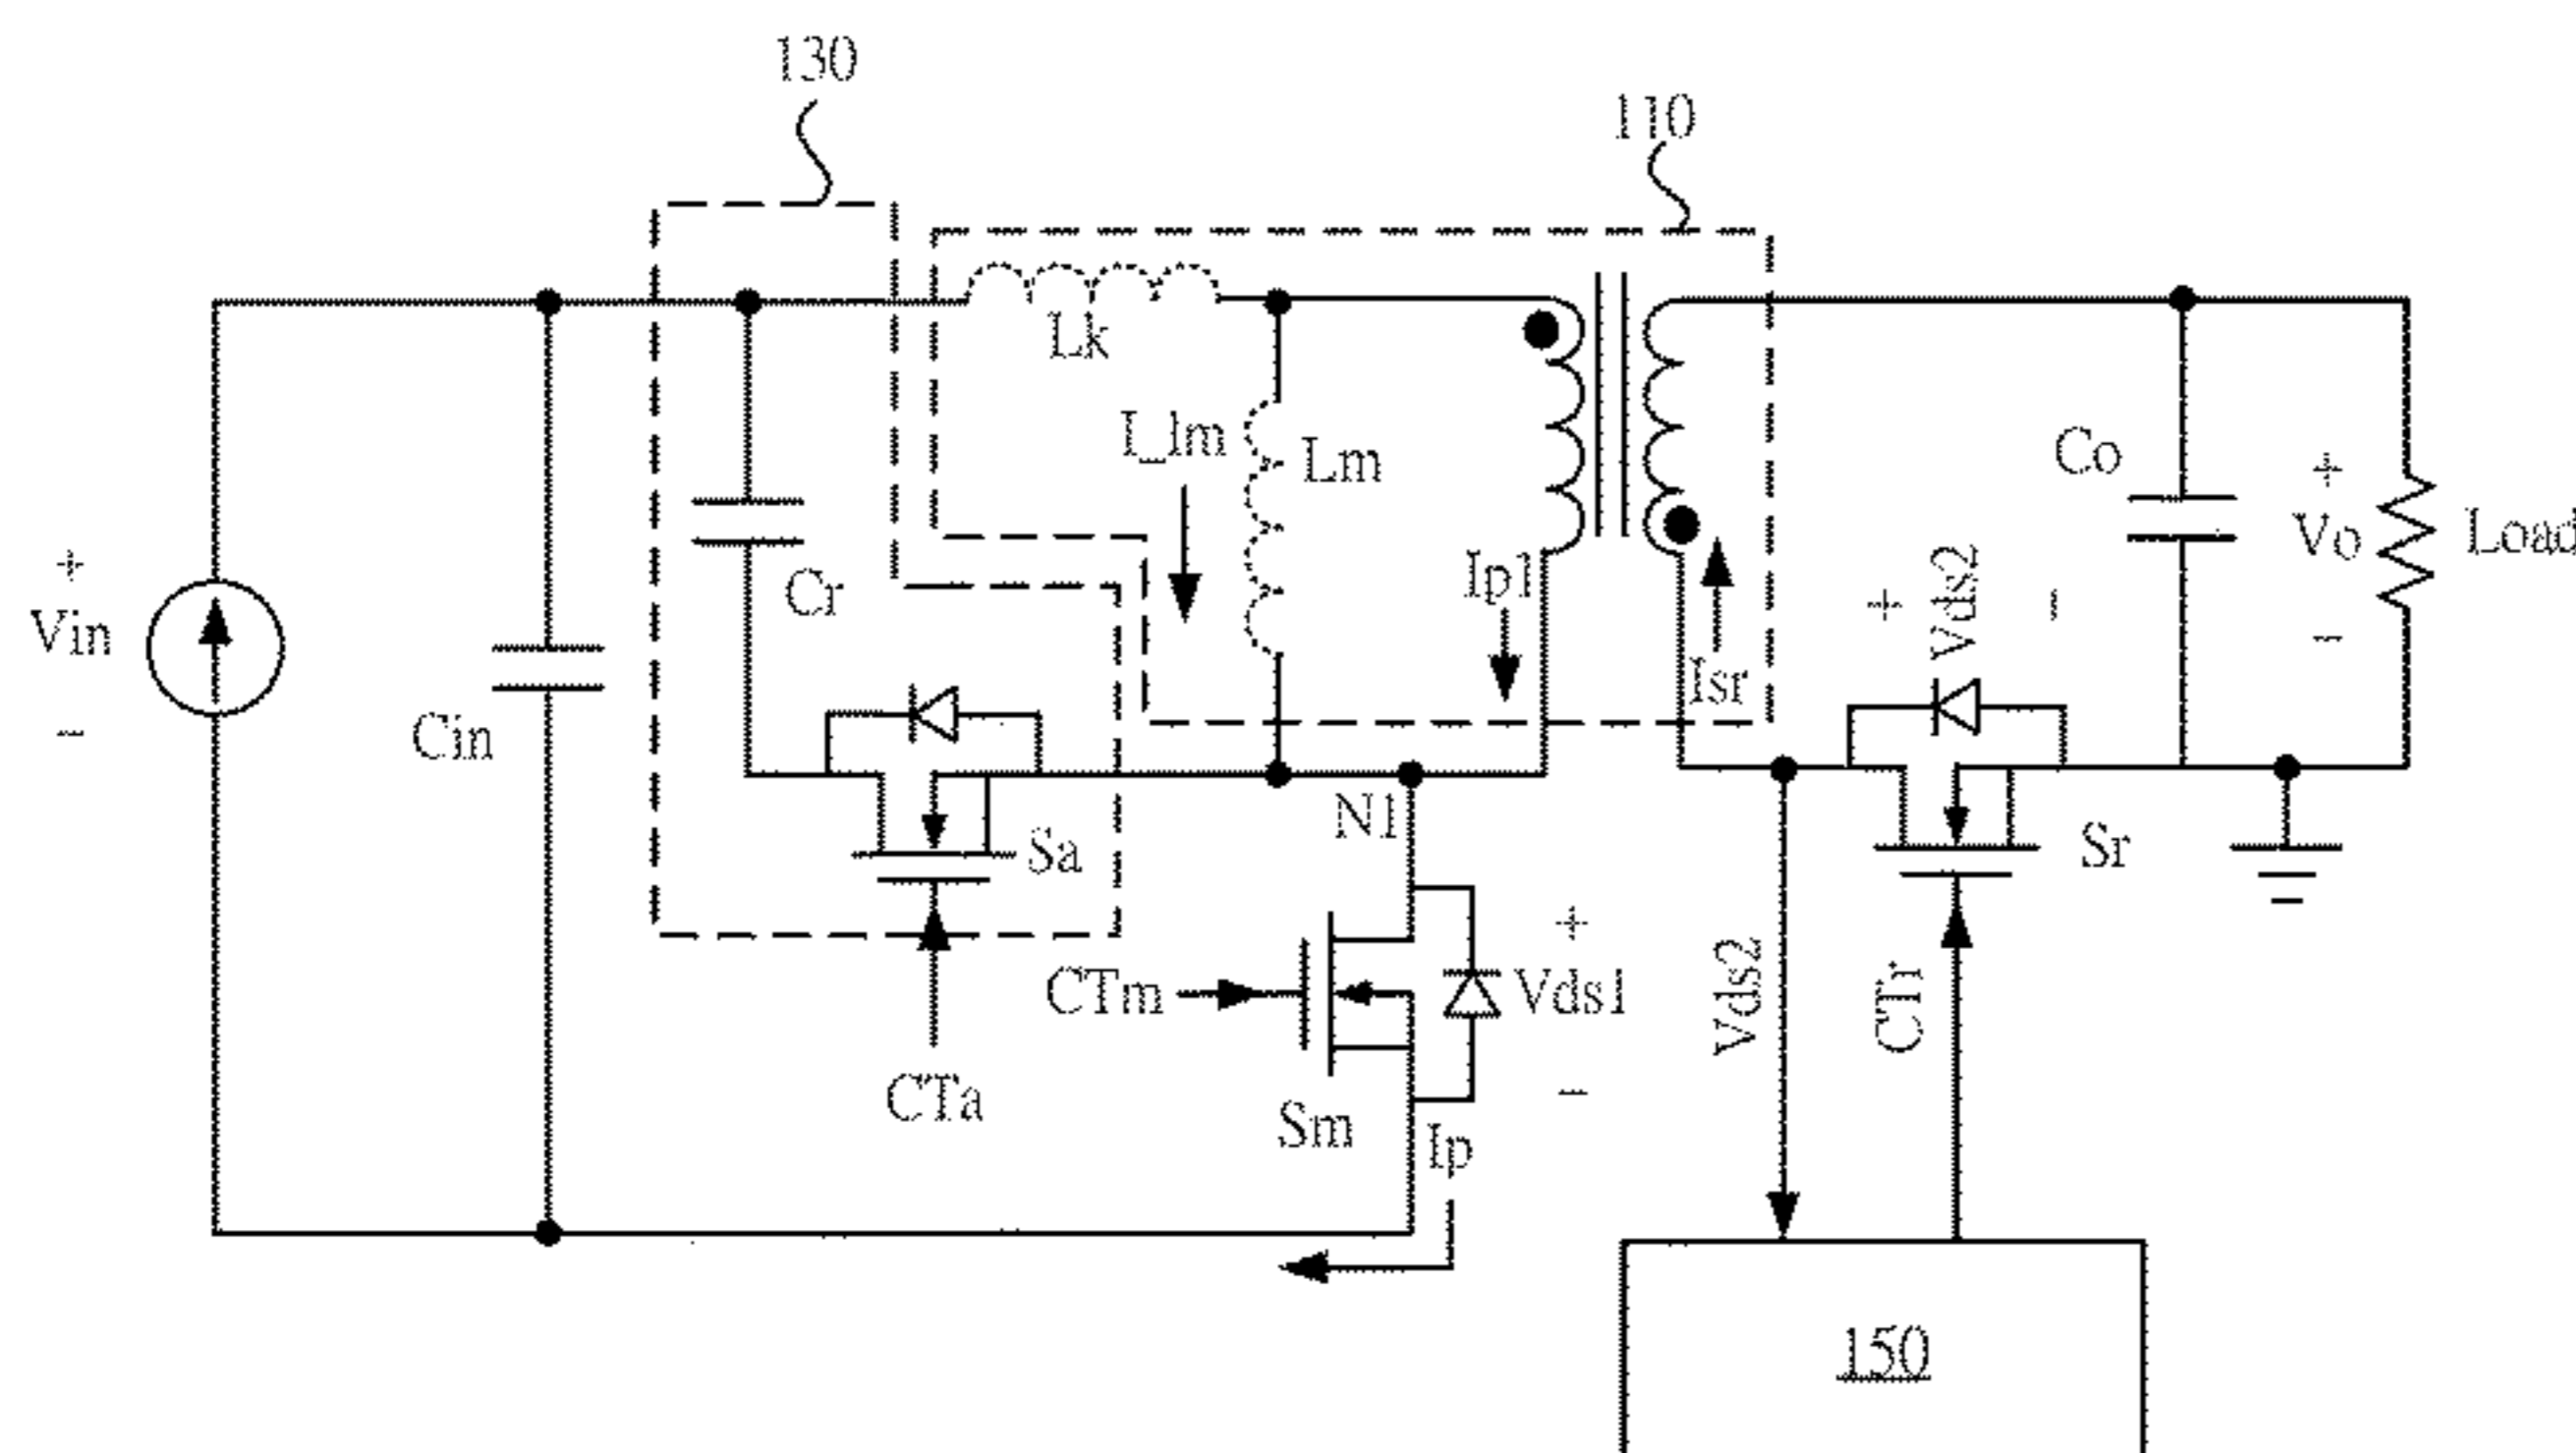 130
110
Lk
I_lm
Lm
Co
+
Vo
−
Load
+
Vin
−
Cr
Ip1
Isr
+
Vds2
−
Cin
N1
Sa
Sr
+
Vds1
−
CTm
CTa
Sm
Ip
Vds2
CTr
150